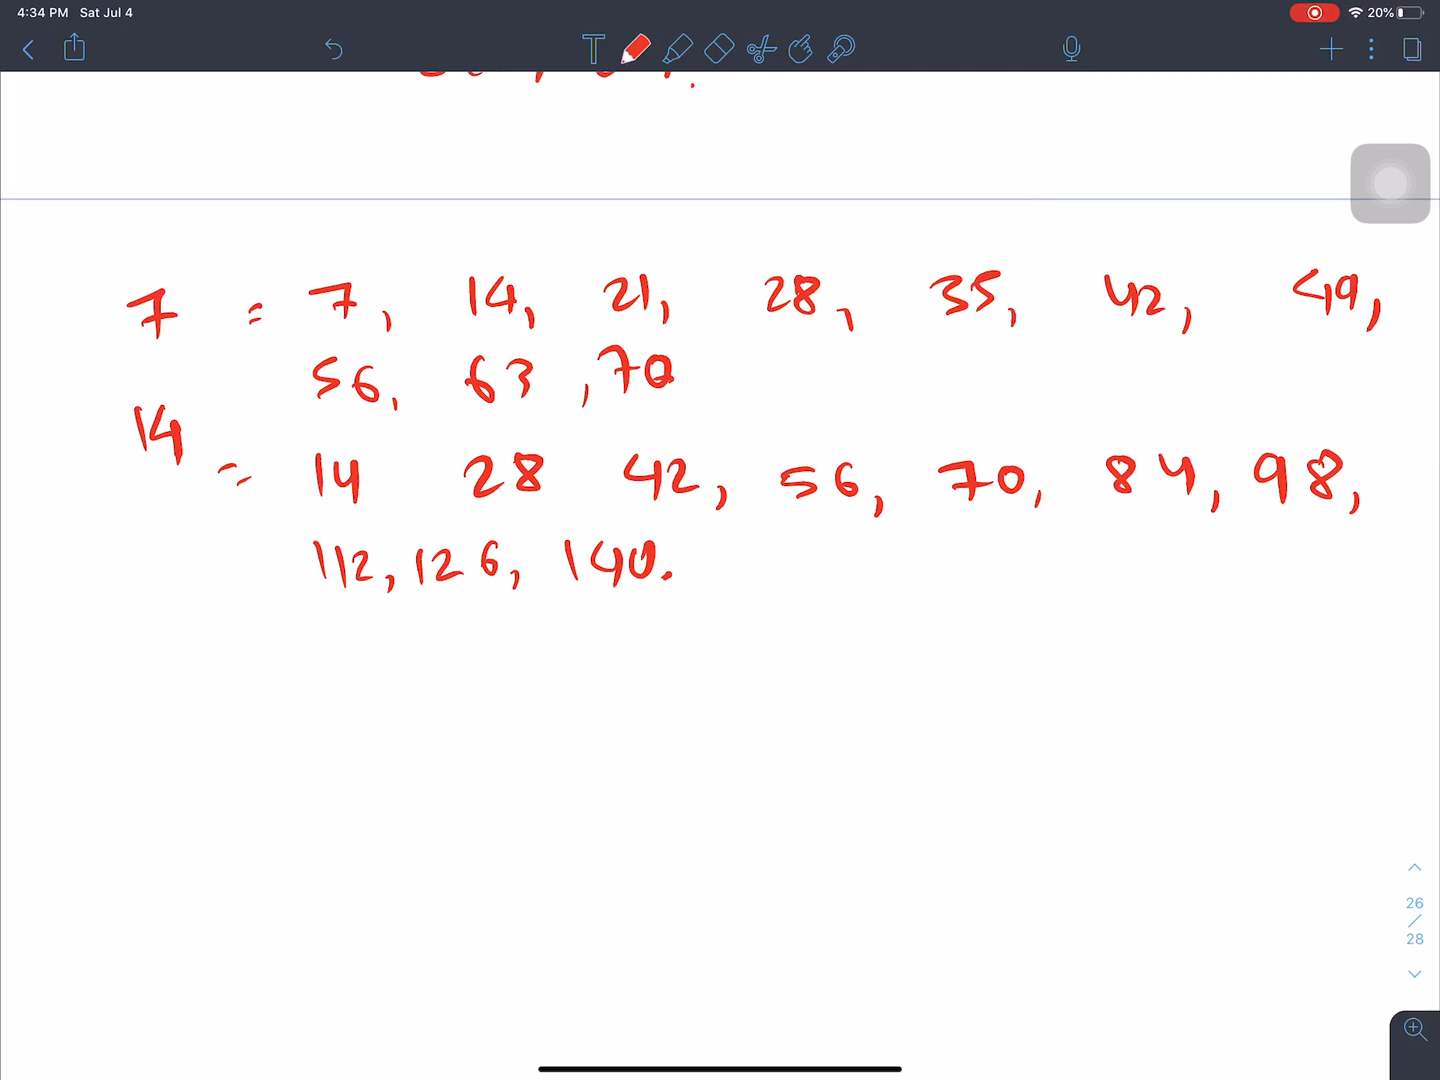 4:34 PM Sat Jul 4 20%
T
7 = 7, 14, 21, 28, 35, 42, 49,
56, 63, 70
14
= 14 28 42, 56, 70, 84, 98,
112, 126, 140.
26
/
28